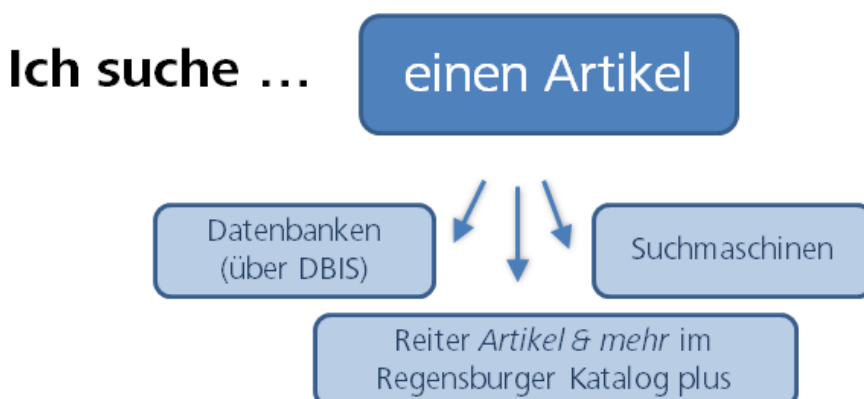 Ich suche … einen Artikel
Datenbanken
(über DBIS)
Suchmaschinen
Reiter Artikel & mehr im
Regensburger Katalog plus